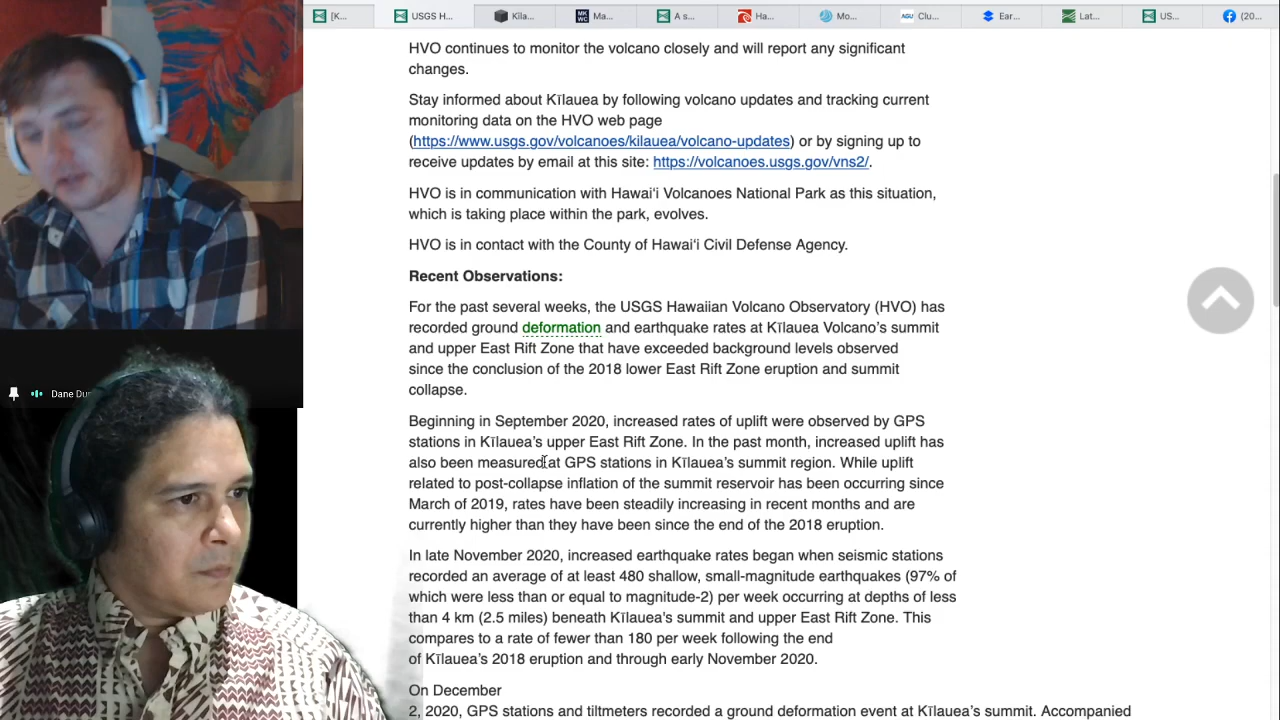 [K...
USGS H...
Kīla...
Ma...
A s...
Ha...
Mo...
AGU
Clu...
Ear...
Lat...
US...
(20...
HVO continues to monitor the volcano closely and will report any significant
changes.
Stay informed about Kīlauea by following volcano updates and tracking current
monitoring data on the HVO web page
(https://www.usgs.gov/volcanoes/kilauea/volcano-updates) or by signing up to
receive updates by email at this site: https://volcanoes.usgs.gov/vns2/.
HVO is in communication with Hawaiʻi Volcanoes National Park as this situation,
which is taking place within the park, evolves.
HVO is in contact with the County of Hawaiʻi Civil Defense Agency.
Recent Observations:
For the past several weeks, the USGS Hawaiian Volcano Observatory (HVO) has
recorded ground deformation and earthquake rates at Kīlauea Volcano's summit
and upper East Rift Zone that have exceeded background levels observed
since the conclusion of the 2018 lower East Rift Zone eruption and summit
collapse.
Beginning in September 2020, increased rates of uplift were observed by GPS
stations in Kīlauea's upper East Rift Zone. In the past month, increased uplift has
also been measured at GPS stations in Kīlauea's summit region. While uplift
related to post-collapse inflation of the summit reservoir has been occurring since
March of 2019, rates have been steadily increasing in recent months and are
currently higher than they have been since the end of the 2018 eruption.
In late November 2020, increased earthquake rates began when seismic stations
recorded an average of at least 480 shallow, small-magnitude earthquakes (97% of
which were less than or equal to magnitude-2) per week occurring at depths of less
than 4 km (2.5 miles) beneath Kīlauea's summit and upper East Rift Zone. This
compares to a rate of fewer than 180 per week following the end
of Kīlauea's 2018 eruption and through early November 2020.
On December
2, 2020, GPS stations and tiltmeters recorded a ground deformation event at Kīlauea's summit. Accompanied
Dane Du